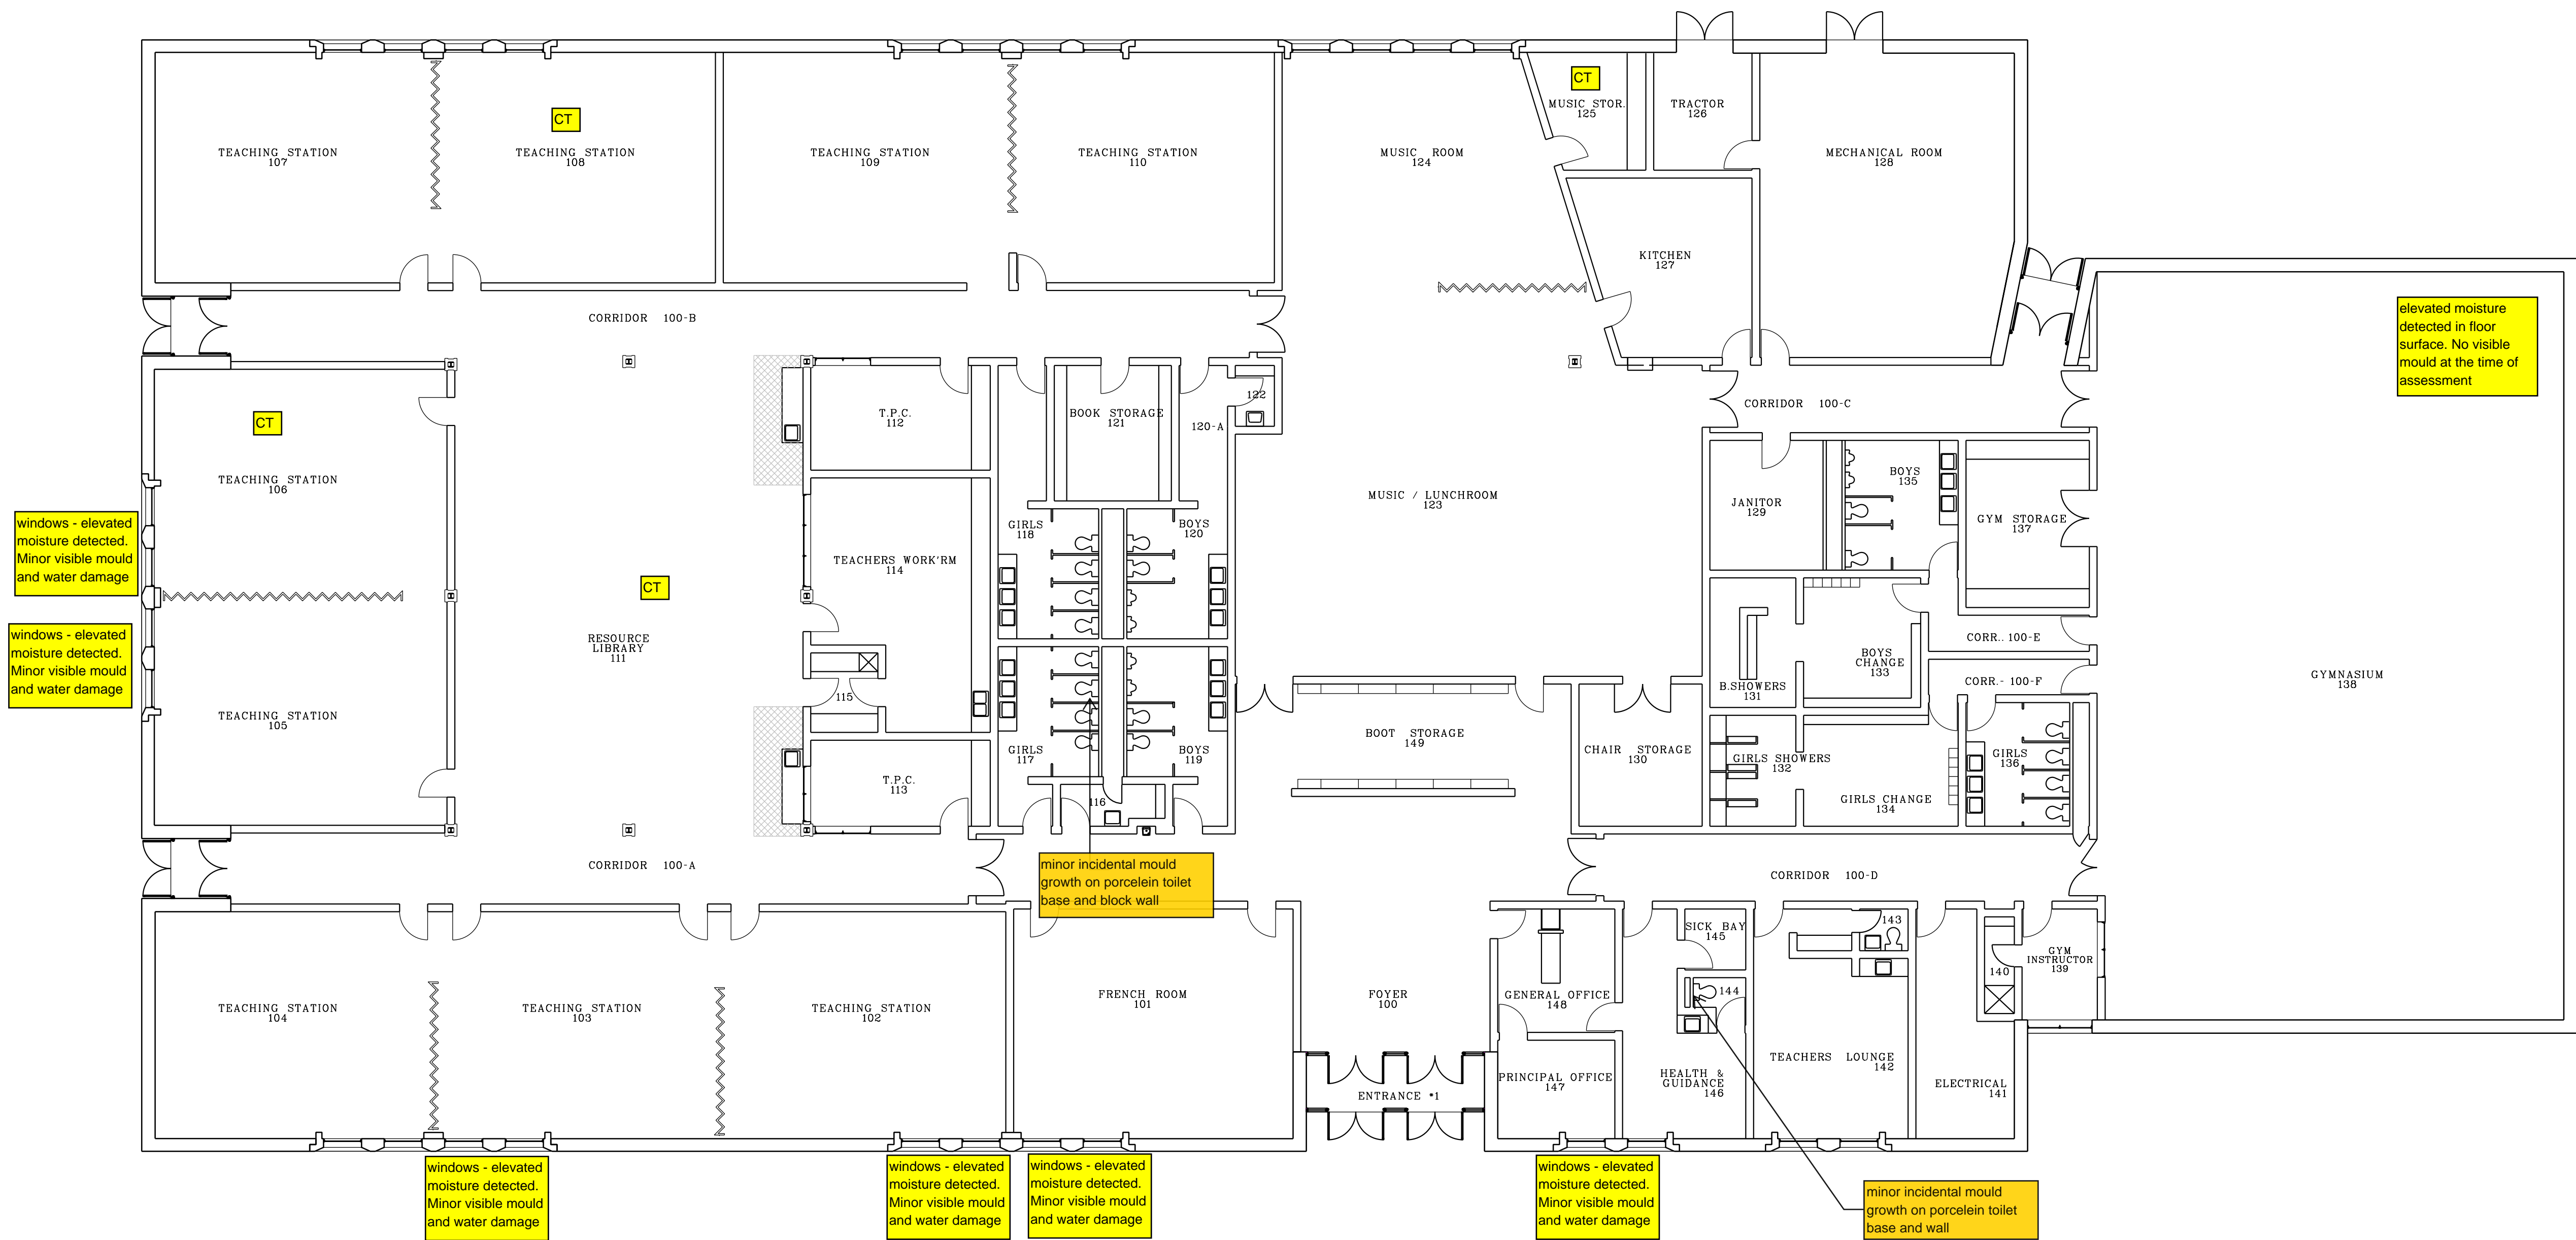 CT
MUSIC STOR.
125
TRACTOR
126
CT
TEACHING STATION
107
TEACHING STATION
108
TEACHING STATION
109
TEACHING STATION
110
MUSIC ROOM
124
MECHANICAL ROOM
128
KITCHEN
127
CORRIDOR 100-B
elevated moisture
detected in floor
surface. No visible
mould at the time of
assessment
CT
TEACHING STATION
106
T.P.C.
112
BOOK STORAGE
121
120-A
122
CORRIDOR 100-C
MUSIC / LUNCHROOM
123
JANITOR
129
BOYS
135
GYM STORAGE
137
windows - elevated
moisture detected.
Minor visible mould
and water damage
GIRLS
118
BOYS
120
TEACHERS WORK'RM
114
CT
RESOURCE
LIBRARY
111
windows - elevated
moisture detected.
Minor visible mould
and water damage
TEACHING STATION
105
115
CORR.. 100-E
BOYS
CHANGE
133
B.SHOWERS
131
CORR.- 100-F
GYMNASIUM
138
BOOT STORAGE
149
CHAIR STORAGE
130
GIRLS SHOWERS
132
GIRLS
136
GIRLS
117
BOYS
119
T.P.C.
113
116
GIRLS CHANGE
134
CORRIDOR 100-A
minor incidental mould
growth on porcelein toilet
base and block wall
CORRIDOR 100-D
TEACHING STATION
104
TEACHING STATION
103
TEACHING STATION
102
FRENCH ROOM
101
FOYER
100
GENERAL OFFICE
148
SICK BAY
145
144
143
140
GYM
INSTRUCTOR
139
PRINCIPAL OFFICE
147
HEALTH &
GUIDANCE
146
TEACHERS LOUNGE
142
ELECTRICAL
141
ENTRANCE *1
windows - elevated
moisture detected.
Minor visible mould
and water damage
windows - elevated
moisture detected.
Minor visible mould
and water damage
windows - elevated
moisture detected.
Minor visible mould
and water damage
windows - elevated
moisture detected.
Minor visible mould
and water damage
minor incidental mould
growth on porcelein toilet
base and wall